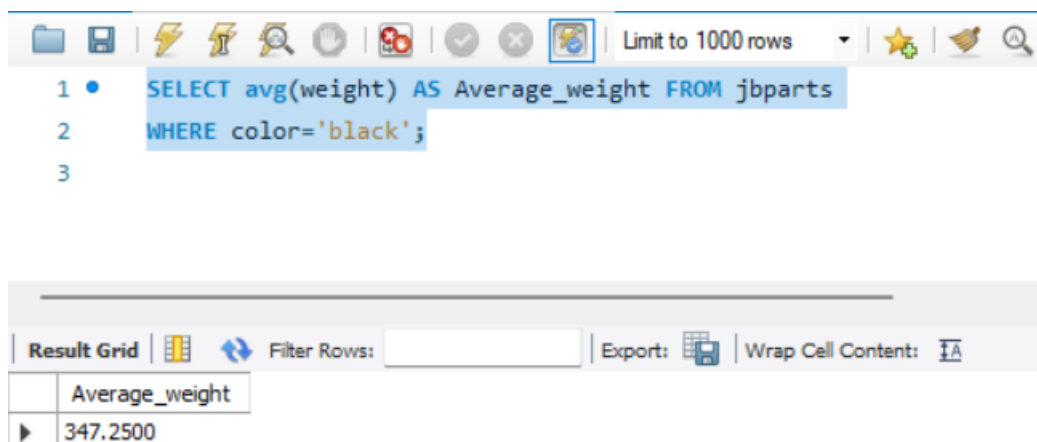 Limit to 1000 rows
1 SELECT avg(weight) AS Average_weight FROM jbparts
2 WHERE color='black';
3
Result Grid Filter Rows: Export: Wrap Cell Content: IA
Average_weight
347.2500